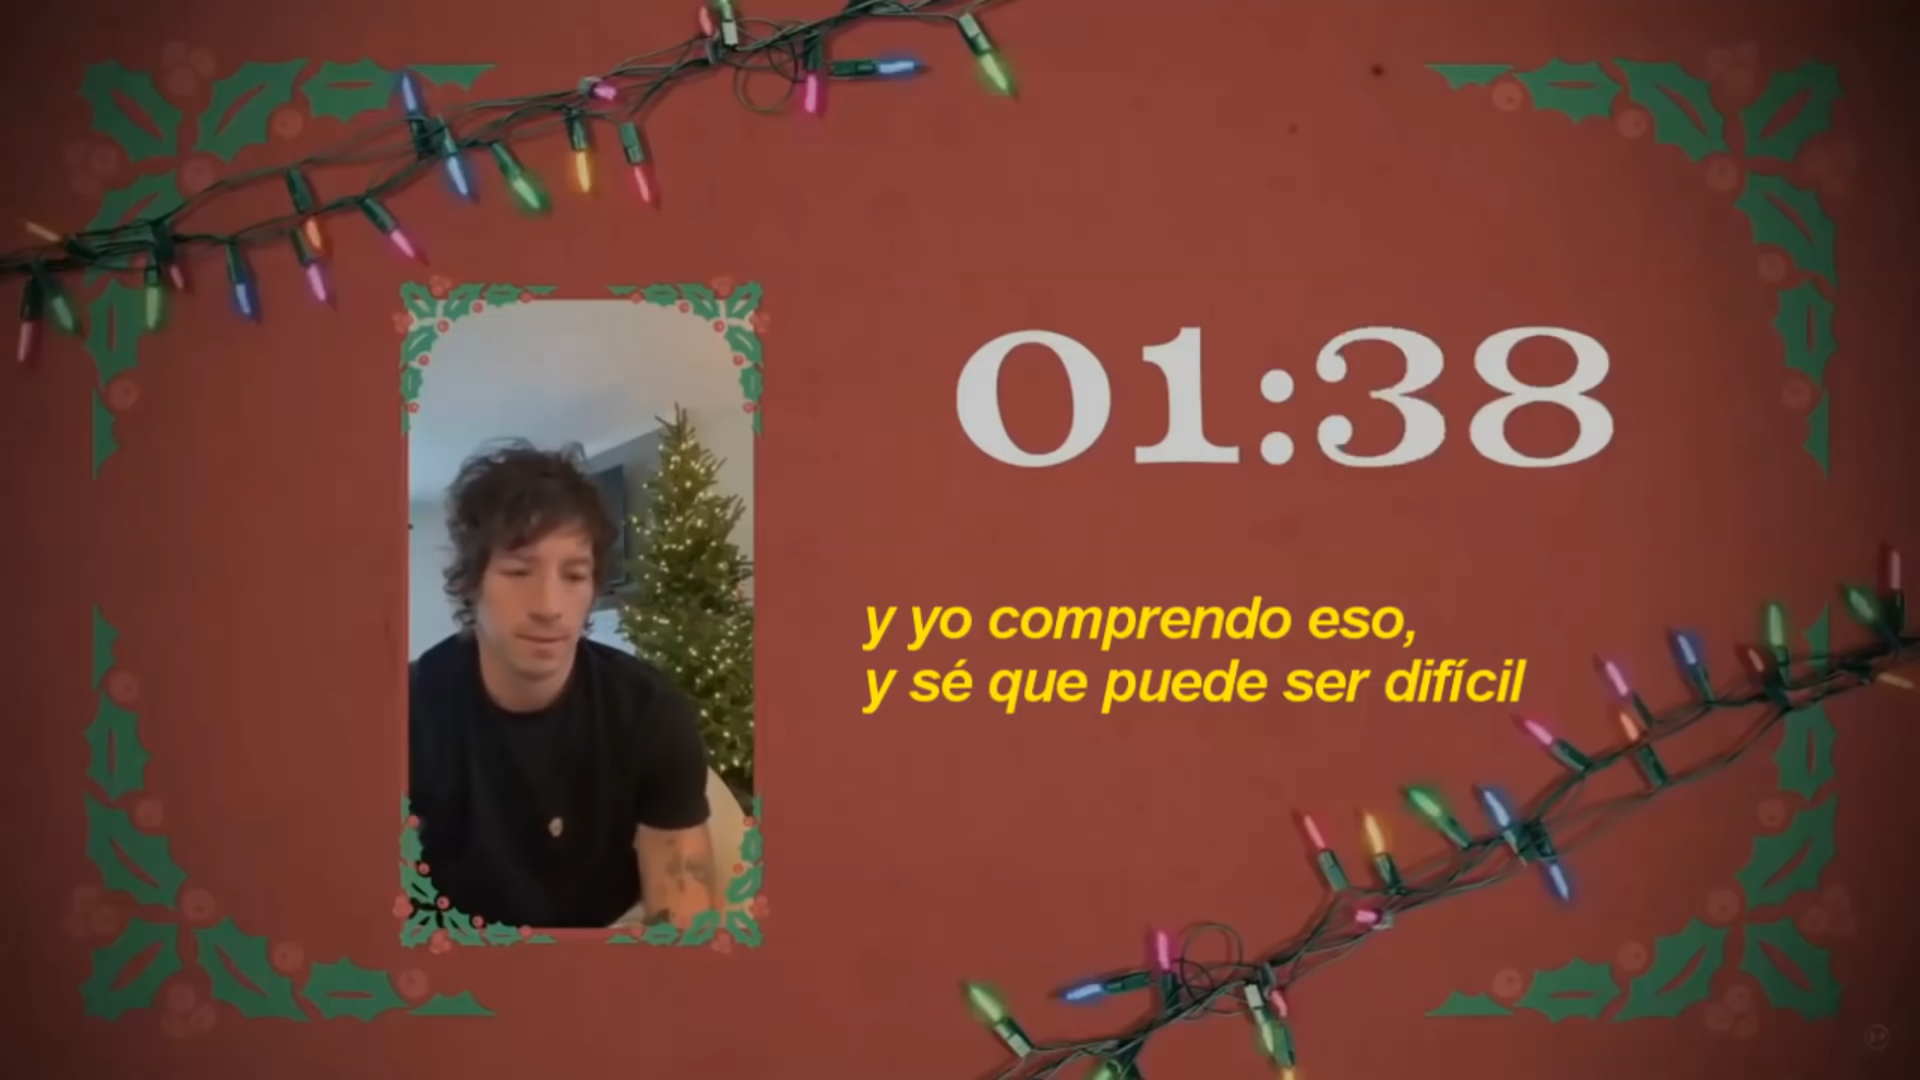 01:38
y yo comprendo eso,
y sé que puede ser difícil